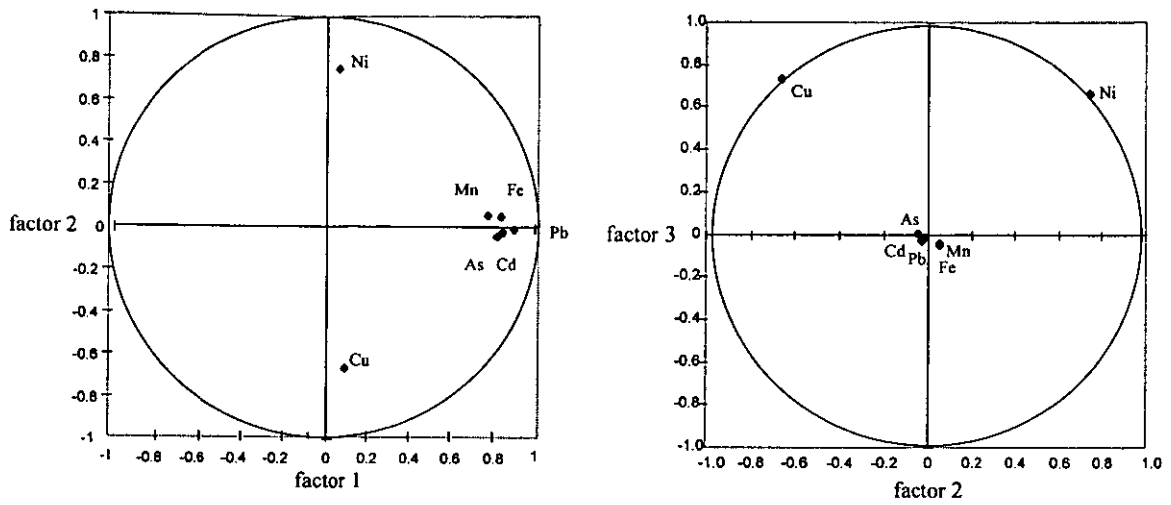 1
0.8
0.6
0.4
0.2
0
-0.2
-0.4
-0.6
-0.8
-1
factor 2
Ni
Mn Fe
Pb
As Cd
Cu
-1 -0.8 -0.6 -0.4 -0.2 0 0.2 0.4 0.6 0.8 1
factor 1
1.0
0.8
0.6
0.4
0.2
0
-0.2
-0.4
-0.6
-0.8
-1.0
factor 3
Cu
Ni
As
Cd Pb Mn
Fe
-1.0 -0.8 -0.6 -0.4 -0.2 0 0.2 0.4 0.6 0.8 1.0
factor 2